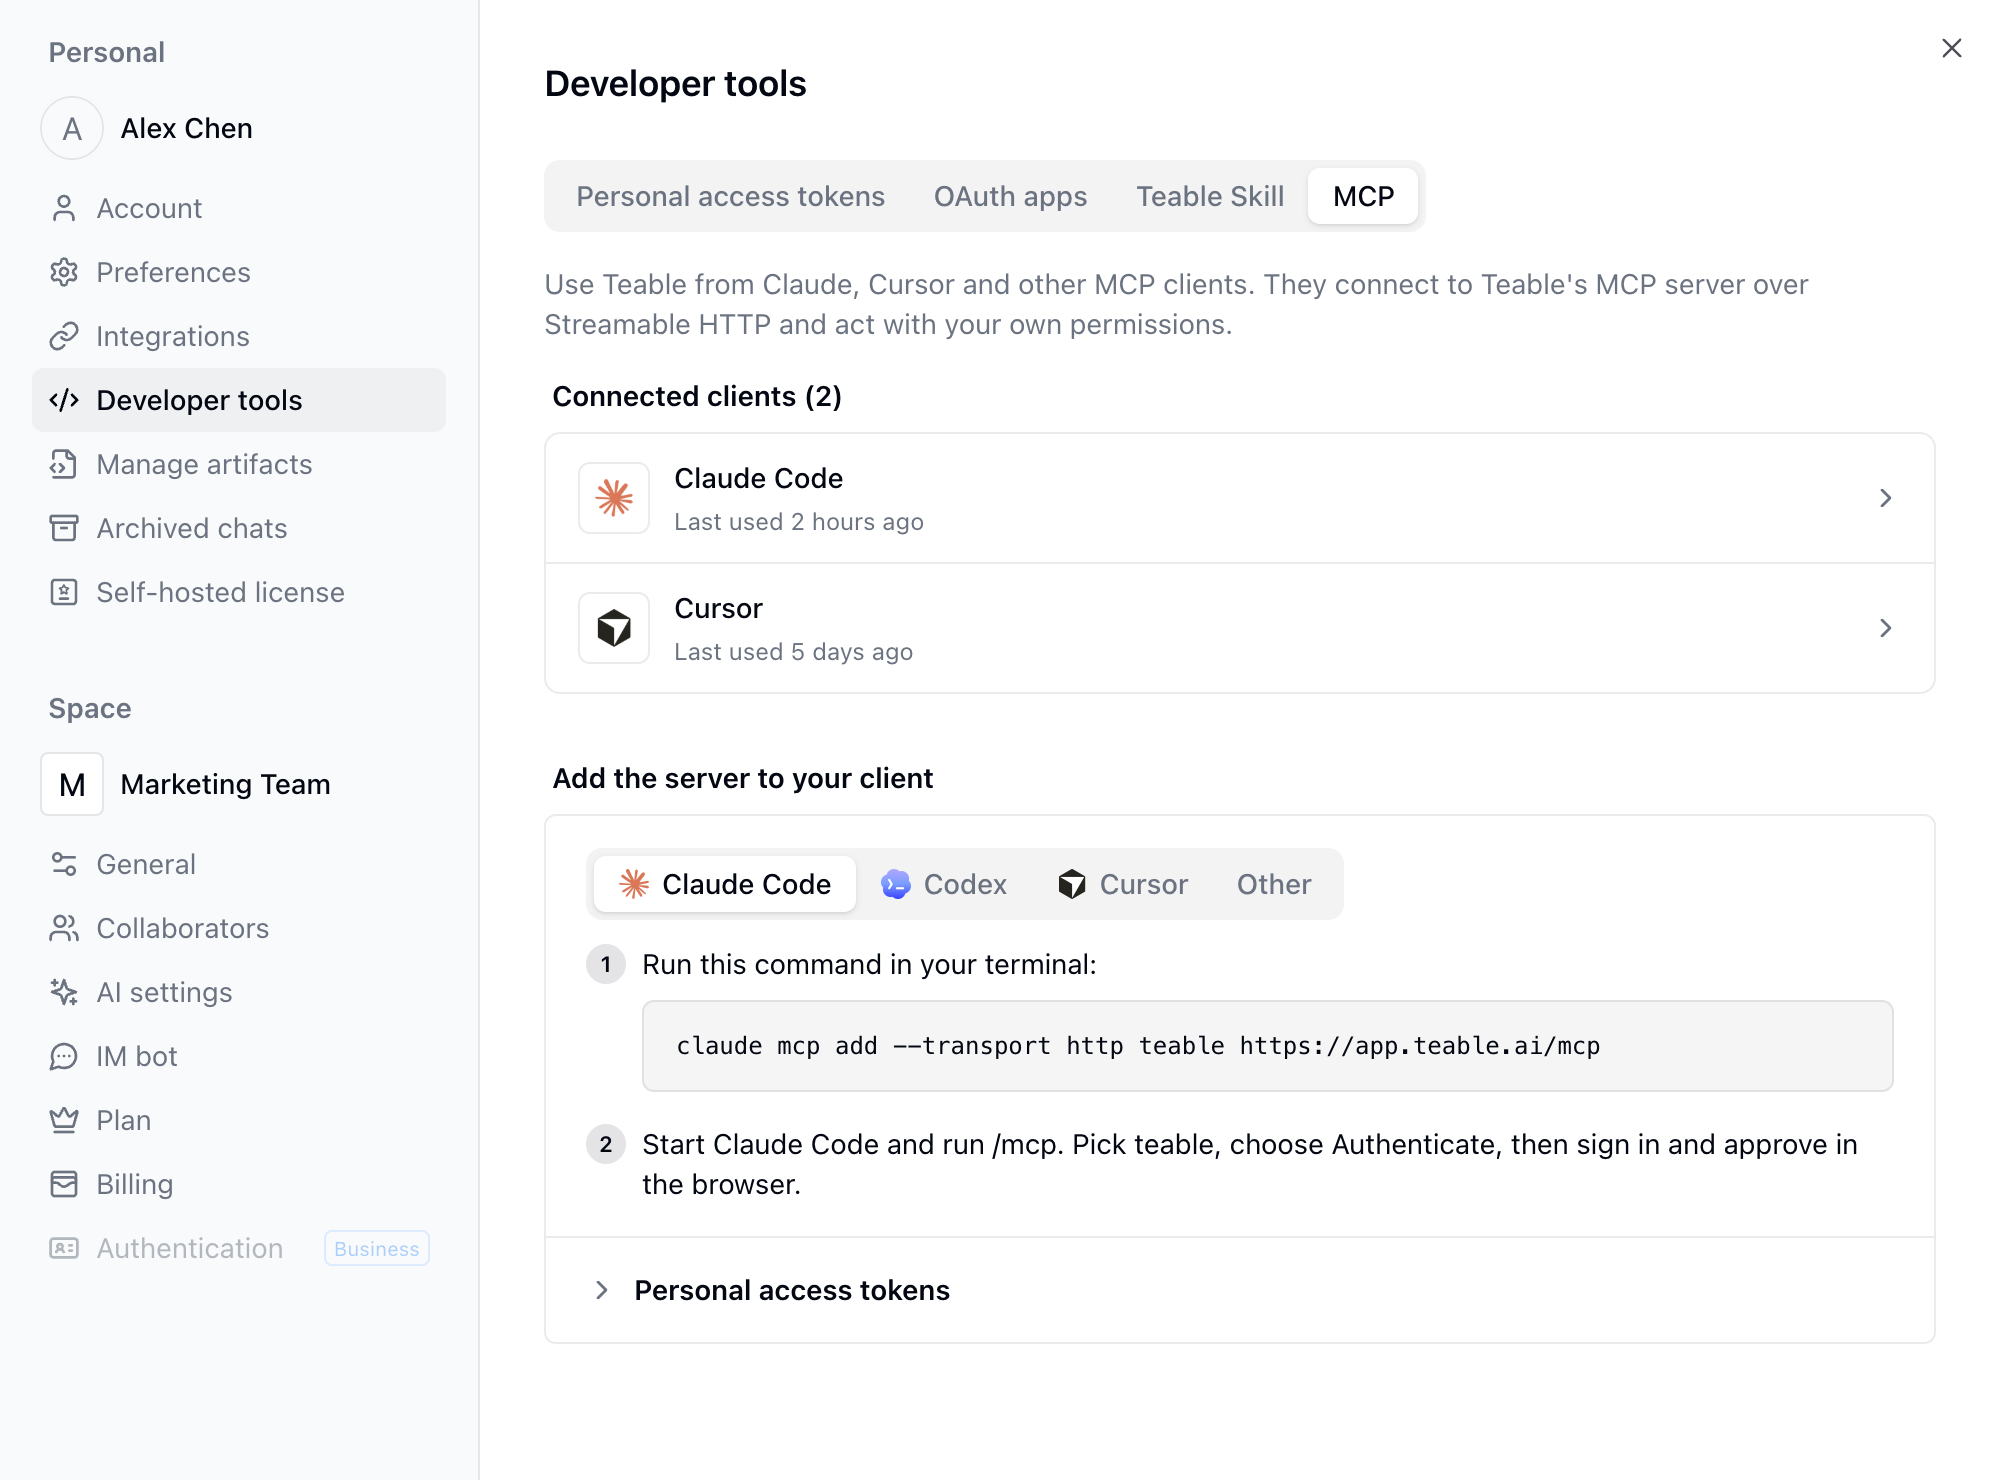 Personal
A
Alex Chen
Account
Preferences
Integrations
Developer tools
Manage artifacts
Archived chats
Self-hosted license
Space
M
Marketing Team
General
Collaborators
AI settings
IM bot
Plan
Billing
Authentication
Business
Developer tools
Personal access tokens
OAuth apps
Teable Skill
MCP
Use Teable from Claude, Cursor and other MCP clients. They connect to Teable's MCP server over
Streamable HTTP and act with your own permissions.
Connected clients (2)
Claude Code
Last used 2 hours ago
Cursor
Last used 5 days ago
Add the server to your client
Claude Code
Codex
Cursor
Other
1
Run this command in your terminal:
claude mcp add --transport http teable https://app.teable.ai/mcp
2
Start Claude Code and run /mcp. Pick teable, choose Authenticate, then sign in and approve in
the browser.
Personal access tokens